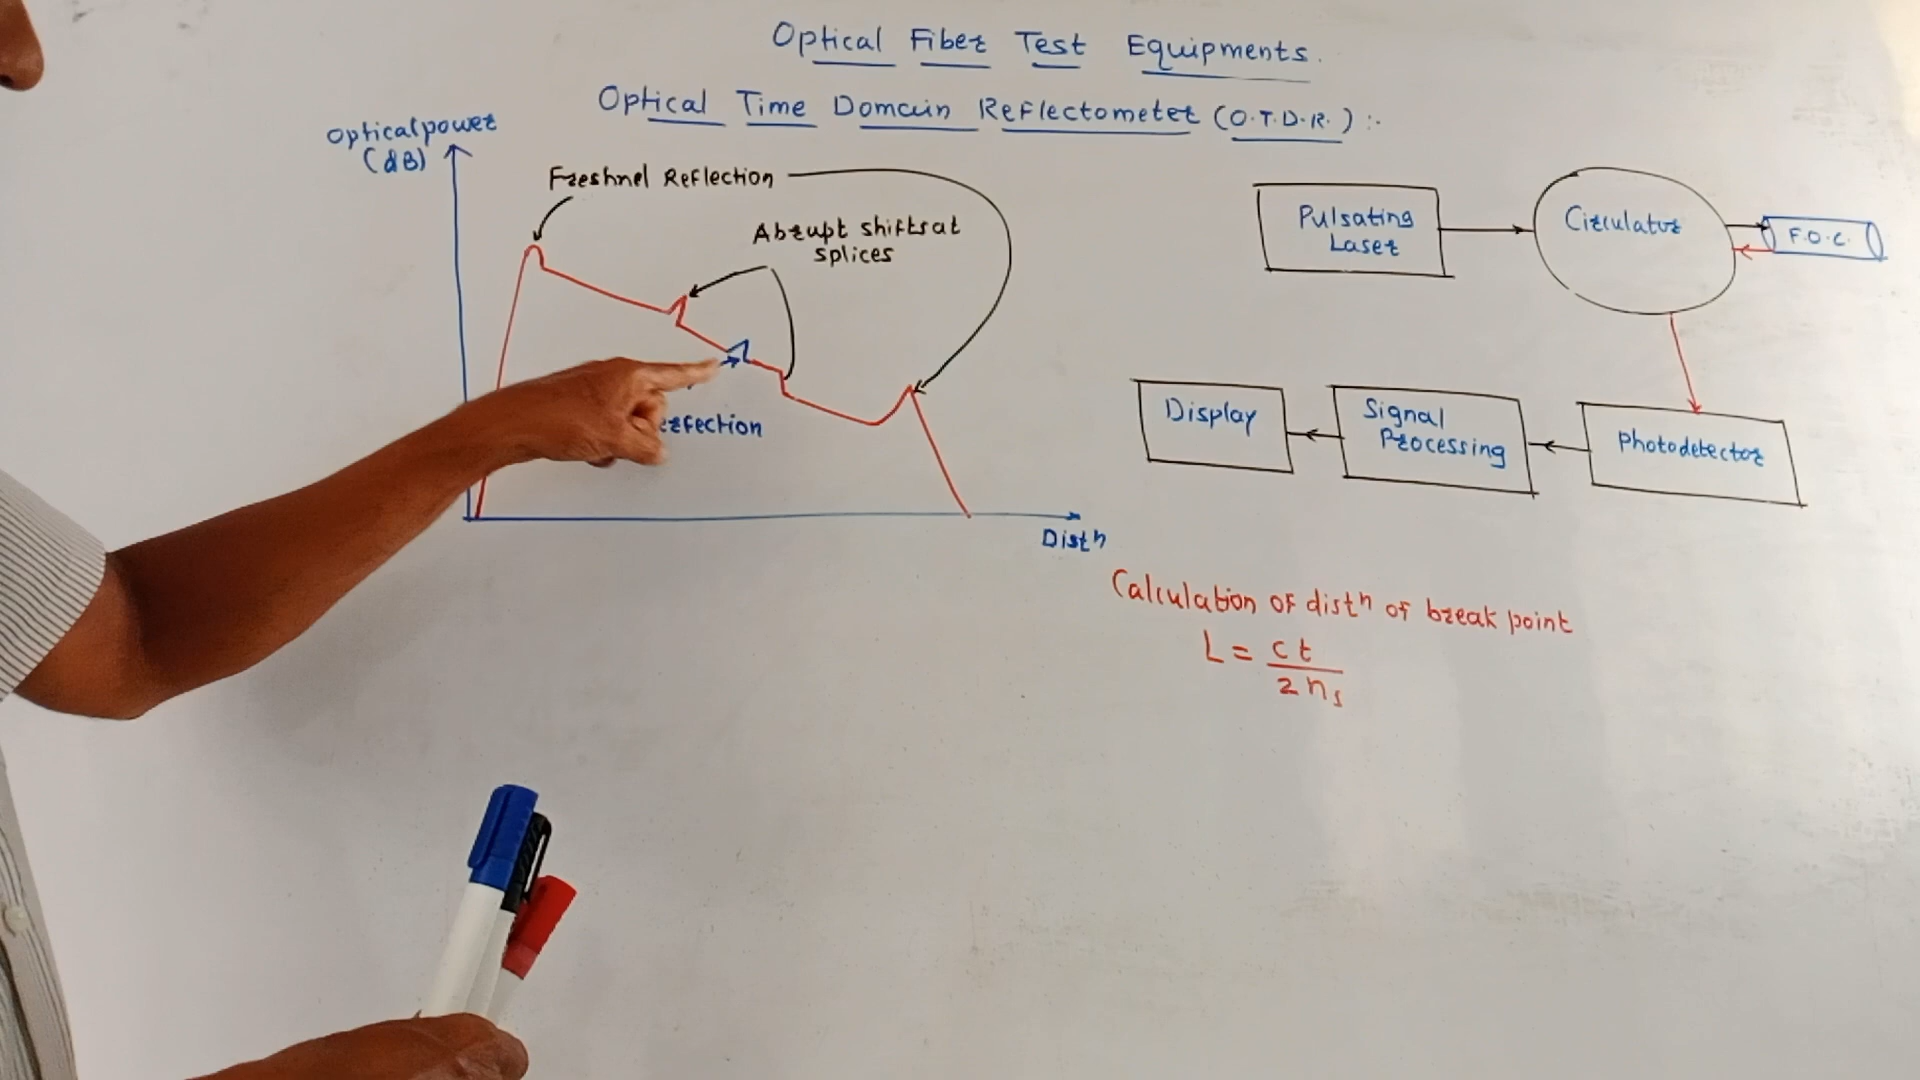 Optical Fiber Test Equipments.
Optical Time Domain Reflectometer (O.T.D.R.) :-
Optical power
(dB)
Freshnel Reflection
Abrupt shifts at
splices
Distⁿ
Pulsating
Laser
Circulator
F.O.C.
Display
Signal
Processing
Photodetector
Calculation of distⁿ of break point
L = ct
2ns